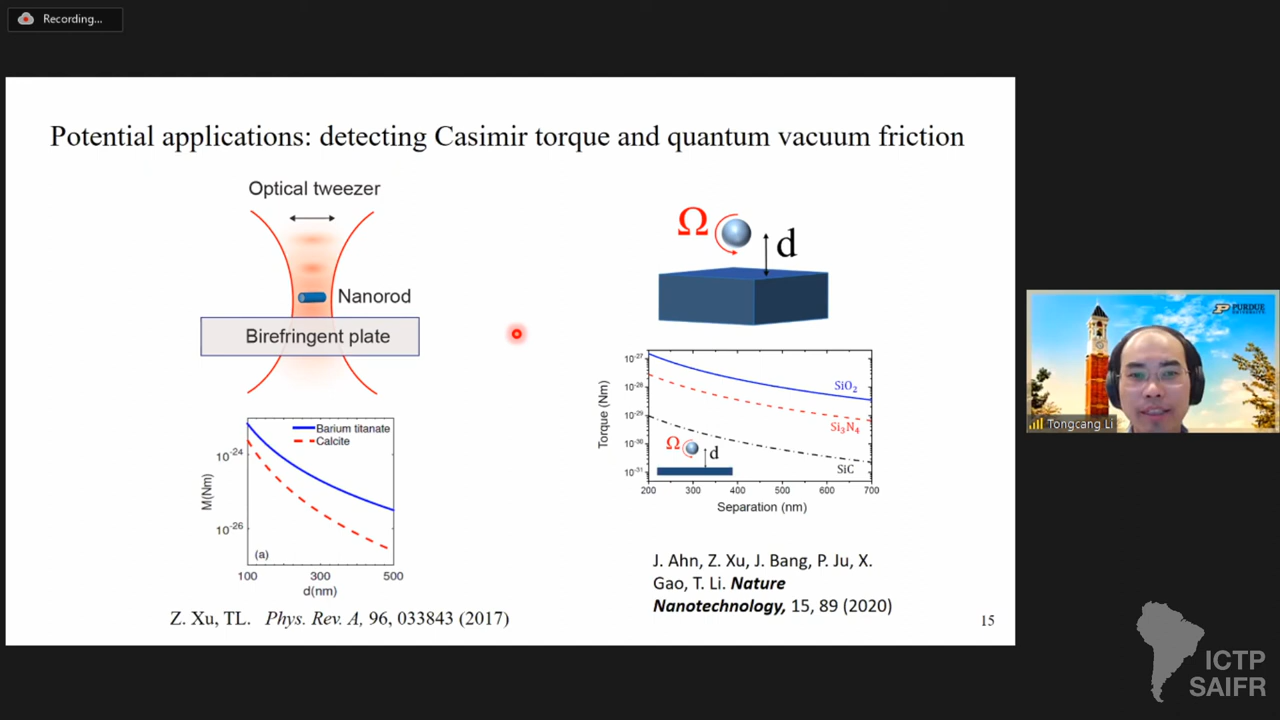 Recording...
Potential applications: detecting Casimir torque and quantum vacuum friction
Optical tweezer
Nanorod
Birefringent plate
Barium titanate
Calcite
10-24
10-26
M(Nm)
(a)
100 300 500
d(nm)
Z. Xu, TL. Phys. Rev. A, 96, 033843 (2017)
Ω
d
10-27
10-28
10-29
10-30
10-31
Torque (Nm)
SiO2
Si3N4
SiC
Ω
d
200 300 400 500 600 700
Separation (nm)
J. Ahn, Z. Xu, J. Bang, P. Ju, X.
Gao, T. Li. Nature
Nanotechnology, 15, 89 (2020)
15
PURDUE
UNIVERSITY
Tongcang Li
ICTP
SAIFR